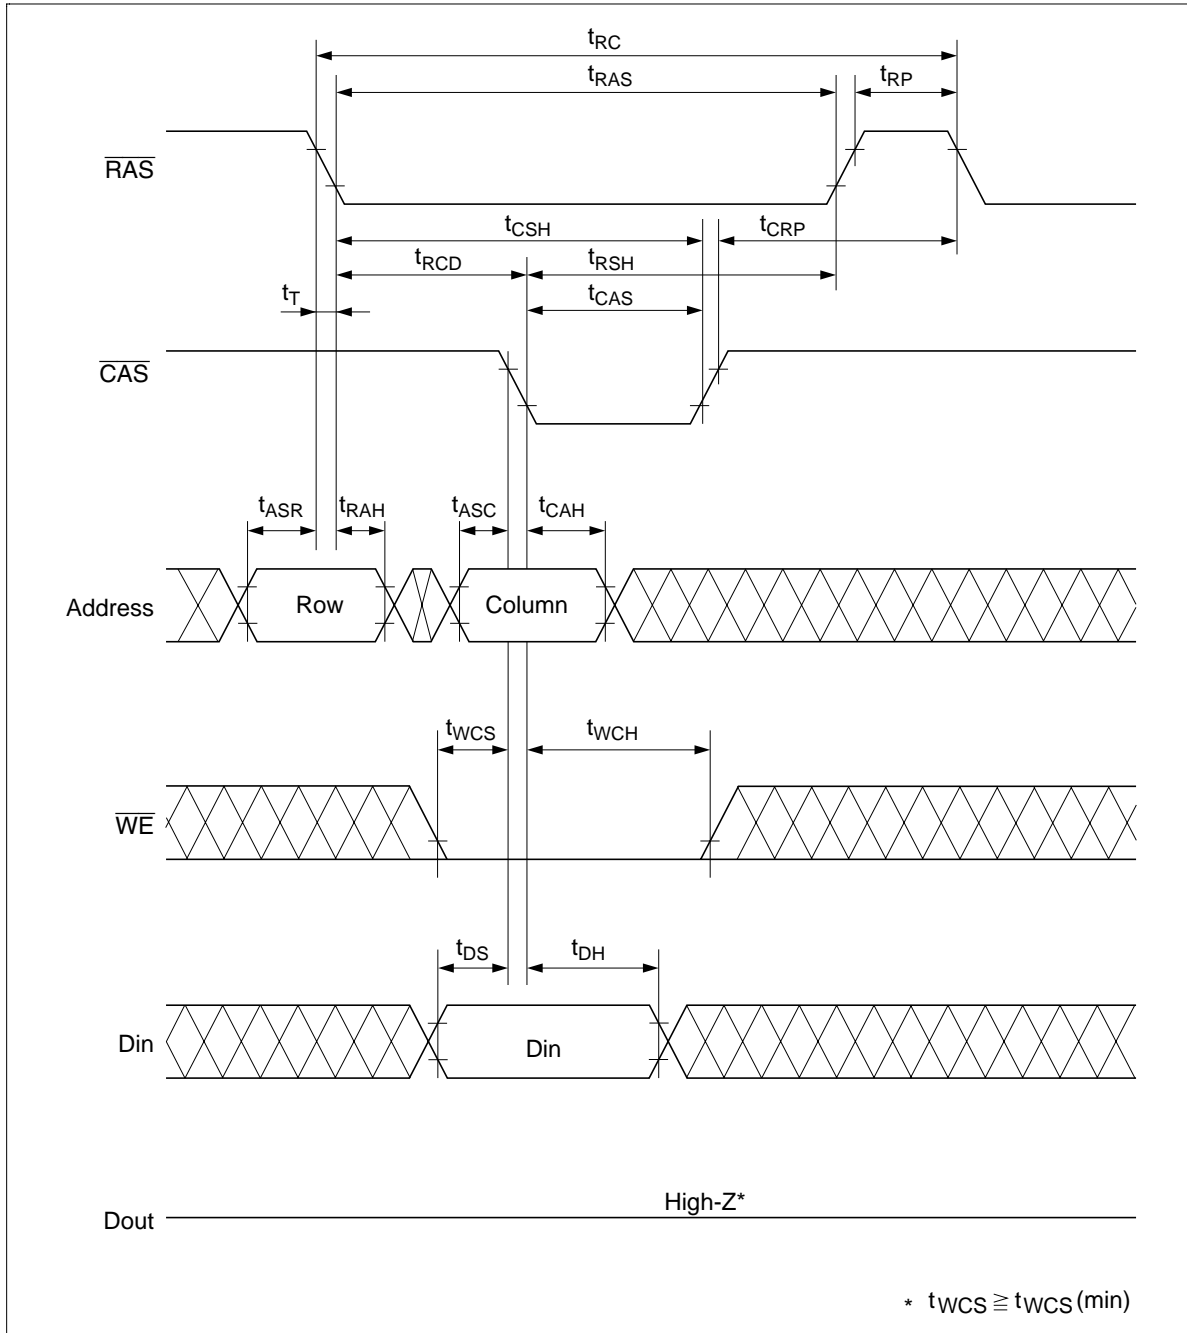 tRC
tRAS
tRP
RAS
tCSH
tCRP
tRCD
tRSH
tT
tCAS
CAS
tASR
tRAH
tASC
tCAH
Address
Row
Column
tWCS
tWCH
WE
tDS
tDH
Din
Din
High-Z*
Dout
* tWCS ≧ tWCS (min)